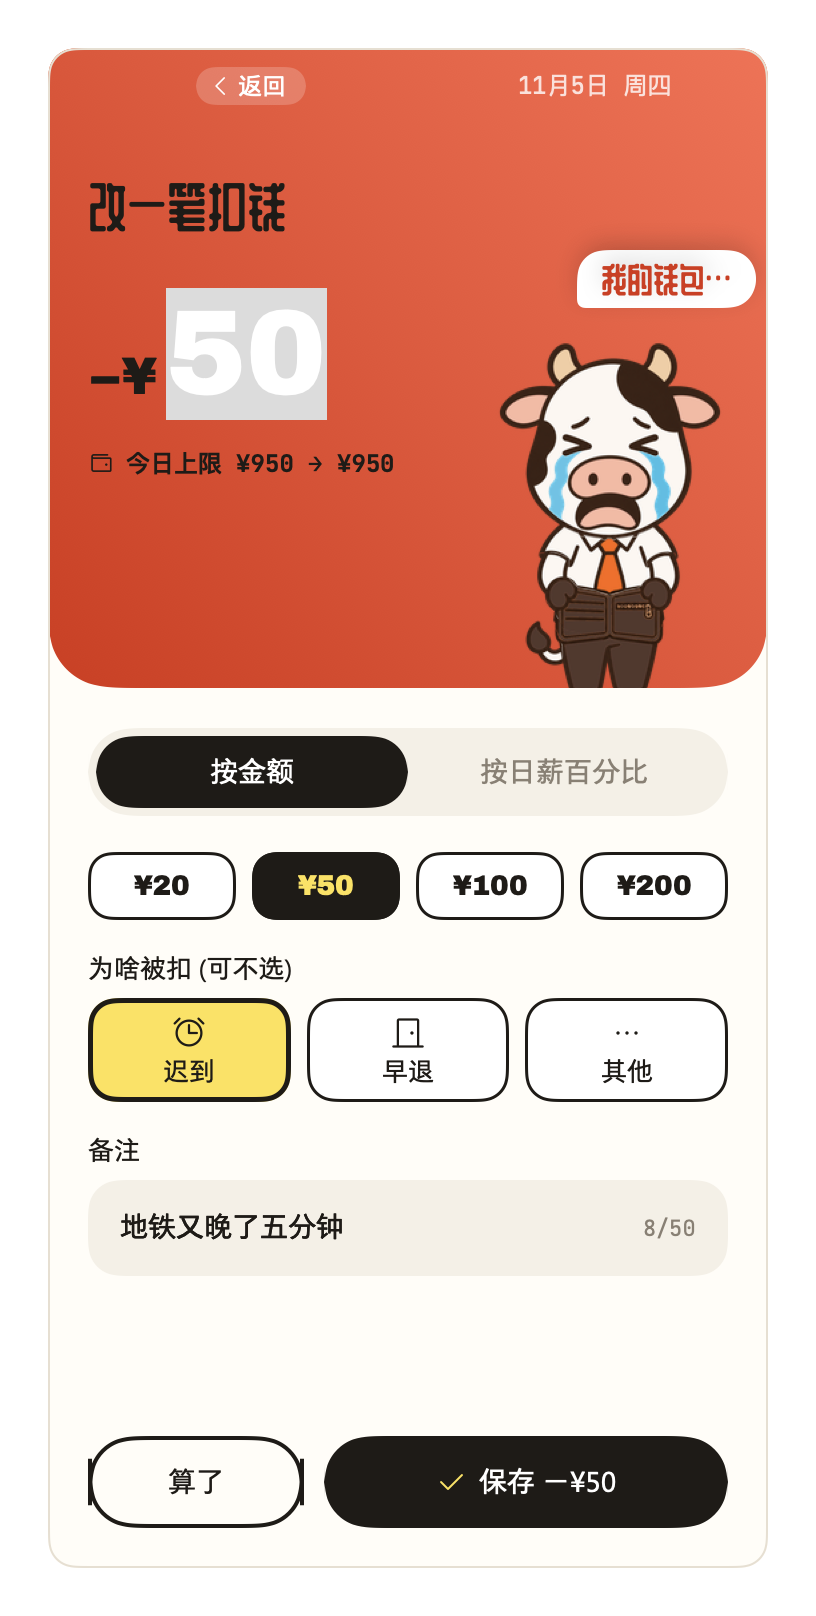 返回
11月5日 周四
改一笔扣钱
我的钱包…
−¥50
今日上限 ¥950 → ¥950
按金额
按日薪百分比
¥20
¥50
¥100
¥200
为啥被扣 (可不选)
迟到
早退
其他
备注
地铁又晚了五分钟
8/50
算了
保存 −¥50